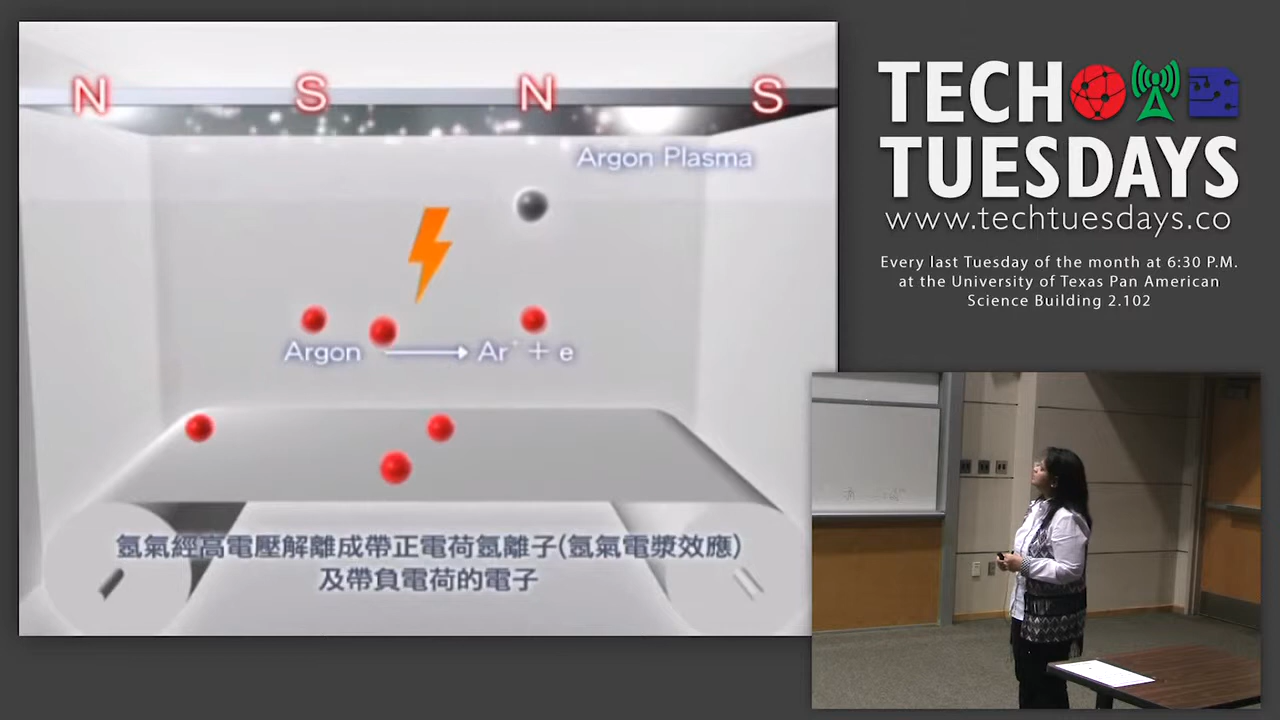 N S N S
Argon Plasma
Argon → Ar⁺ + e
氬氣經高電壓解離成帶正電荷氬離子(氬氣電漿效應)
及帶負電荷的電子
TECH
TUESDAYS
www.techtuesdays.co
Every last Tuesday of the month at 6:30 P.M.
at the University of Texas Pan American
Science Building 2.102